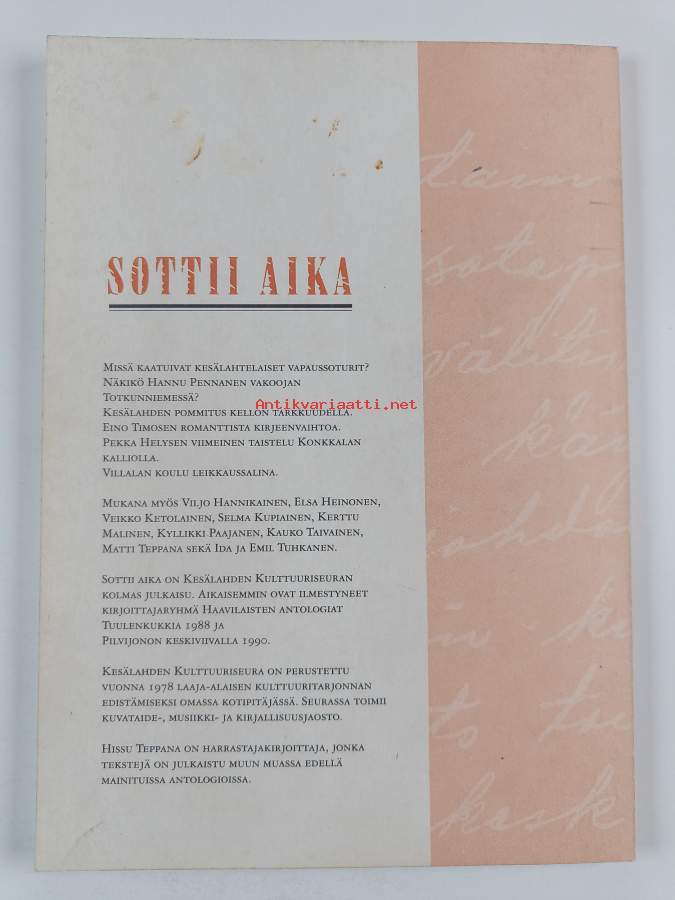 SOTTII AIKA
MISSÄ KAATUIVAT KESÄLAHTELAISET VAPAUSSOTURIT?
NÄKIKÖ HANNU PENNANEN VAKOOJAN
TOTKUNNIEMESSÄ?
Antikvariaatti.net
KESÄLAHDEN POMMITUS KELLON TARKKUUDELLA.
EINO TIMOSEN ROMANTTISTA KIRJEENVAIHTOA.
PEKKA HELYSEN VIIMEINEN TAISTELU KONKKALAN
KALLIOLLA.
VILLALAN KOULU LEIKKAUSSALINA.
MUKANA MYÖS VILJO HANNIKAINEN, ELSA HEINONEN,
VEIKKO KETOLAINEN, SELMA KUPIAINEN, KERTTU
MALINEN, KYLLIKKI PAAJANEN, KAUKO TAIVAINEN,
MATTI TEPPANA SEKÄ IDA JA EMIL TUHKANEN.
SOTTII AIKA ON KESÄLAHDEN KULTTUURISEURAN
KOLMAS JULKAISU. AIKAISEMMIN OVAT ILMESTYNEET
KIRJOITTAJARYHMÄ HAAVILAISTEN ANTOLOGIAT
TUULENKUKKIA 1988 JA
PILVIJONON KESKIVIIVALLA 1990.
KESÄLAHDEN KULTTUURISEURA ON PERUSTETTU
VUONNA 1978 LAAJA-ALAISEN KULTTUURITARJONNAN
EDISTÄMISEKSI OMASSA KOTIPITÄJÄSSÄ. SEURASSA TOIMII
KUVATAIDE-, MUSIIKKI- JA KIRJALLISUUSJAOSTO.
HISSU TEPPANA ON HARRASTAJAKIRJOITTAJA, JONKA
TEKSTEJÄ ON JULKAISTU MUUN MUASSA EDELLÄ
MAINITUISSA ANTOLOGIOISSA.